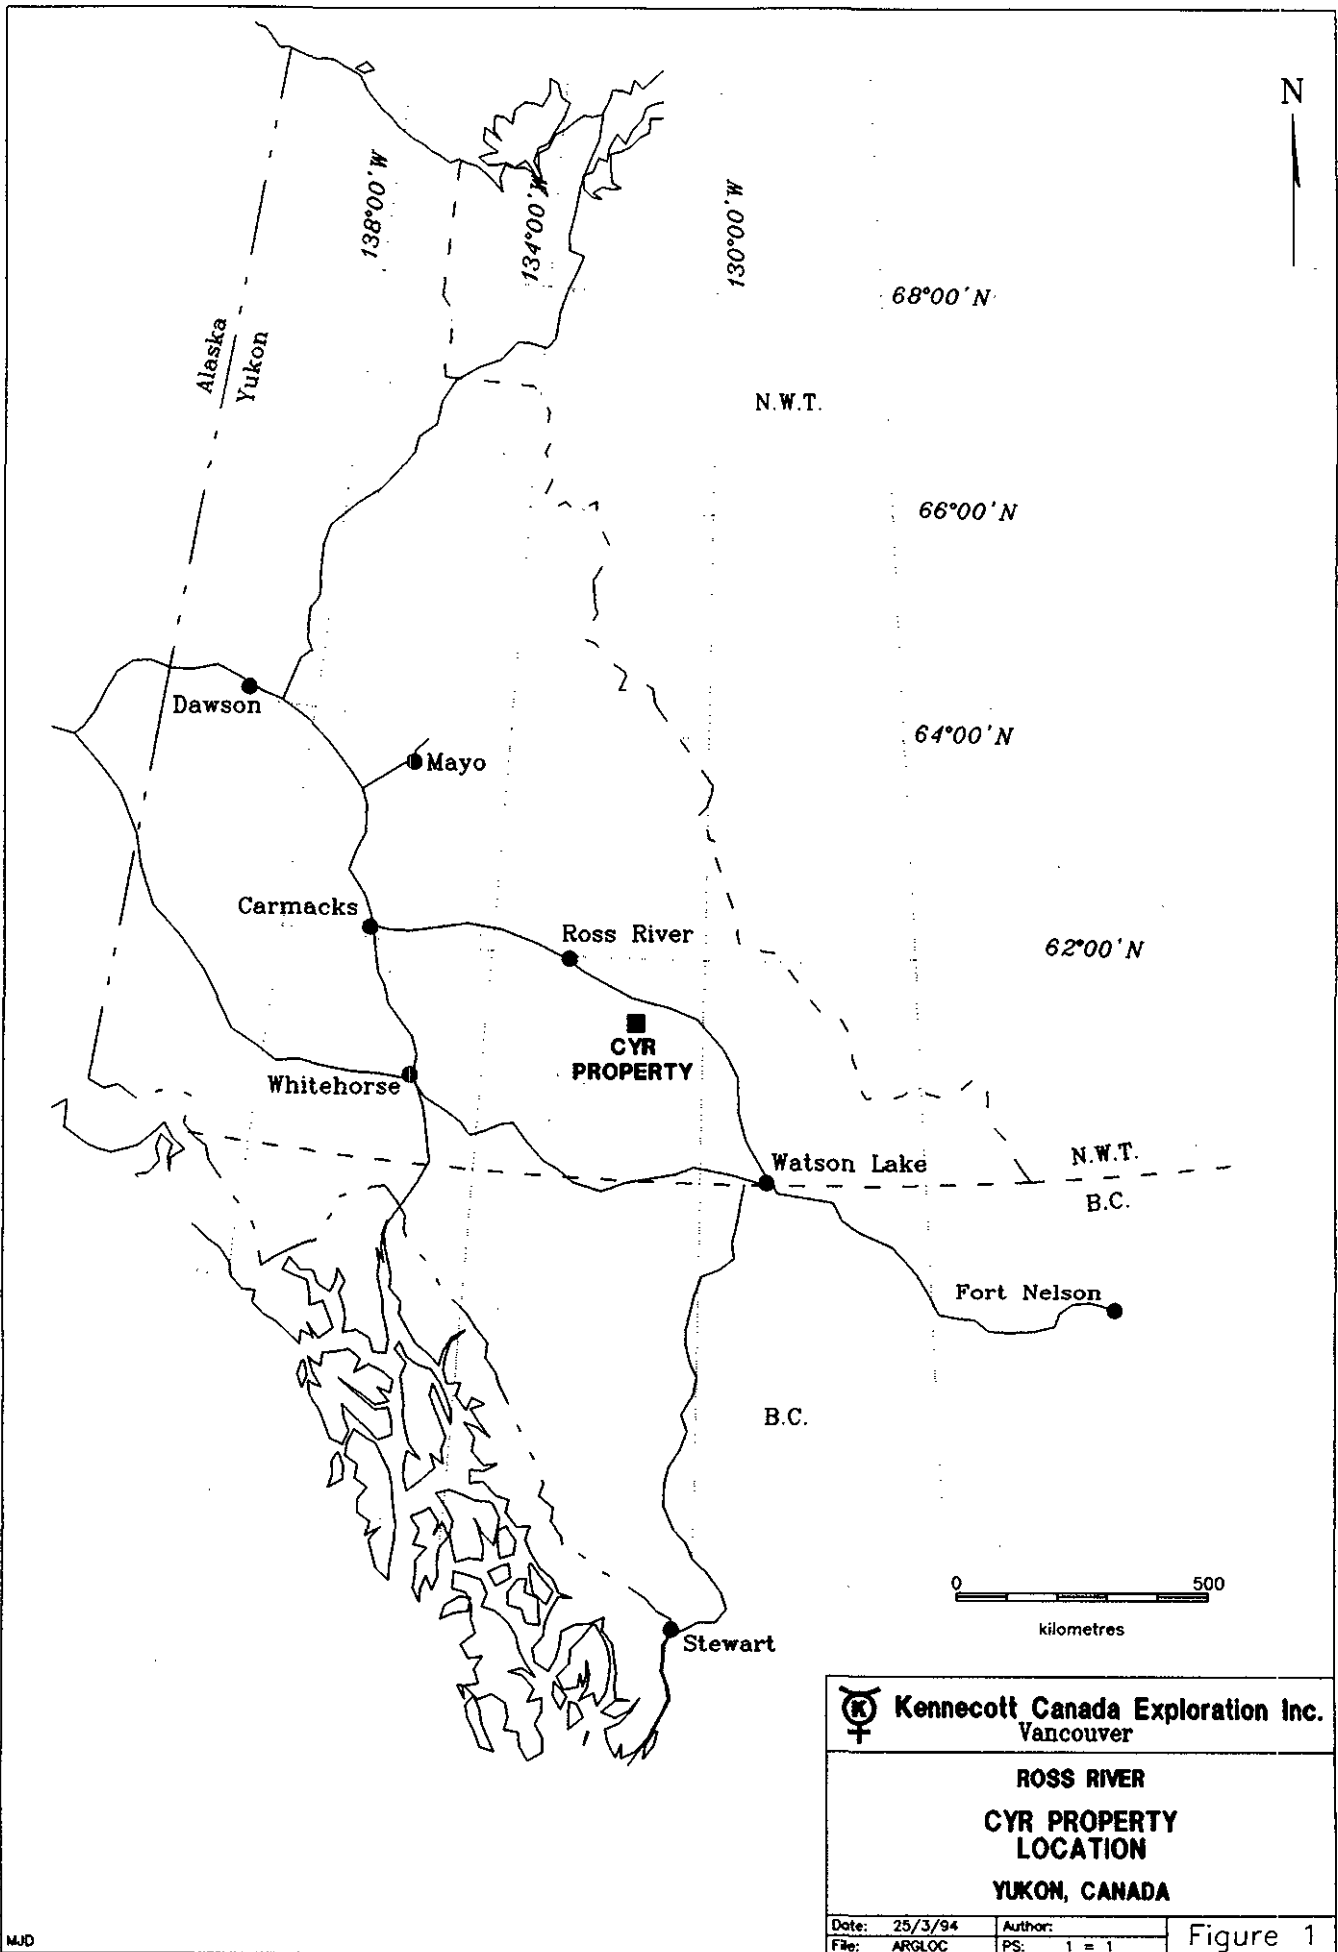 N
138°00'W
134°00'W
130°00'W
68°00'N
Alaska
Yukon
N.W.T.
66°00'N
Dawson
64°00'N
Mayo
Carmacks
Ross River
62°00'N
CYR
PROPERTY
Whitehorse
Watson Lake
N.W.T.
B.C.
Fort Nelson
B.C.
0 500
kilometres
Stewart
K Kennecott Canada Exploration Inc.
Vancouver
ROSS RIVER
CYR PROPERTY
LOCATION
YUKON, CANADA
Date: 25/3/94 Author:
File: ARGLOC PS: 1 = 1
Figure 1
MJD